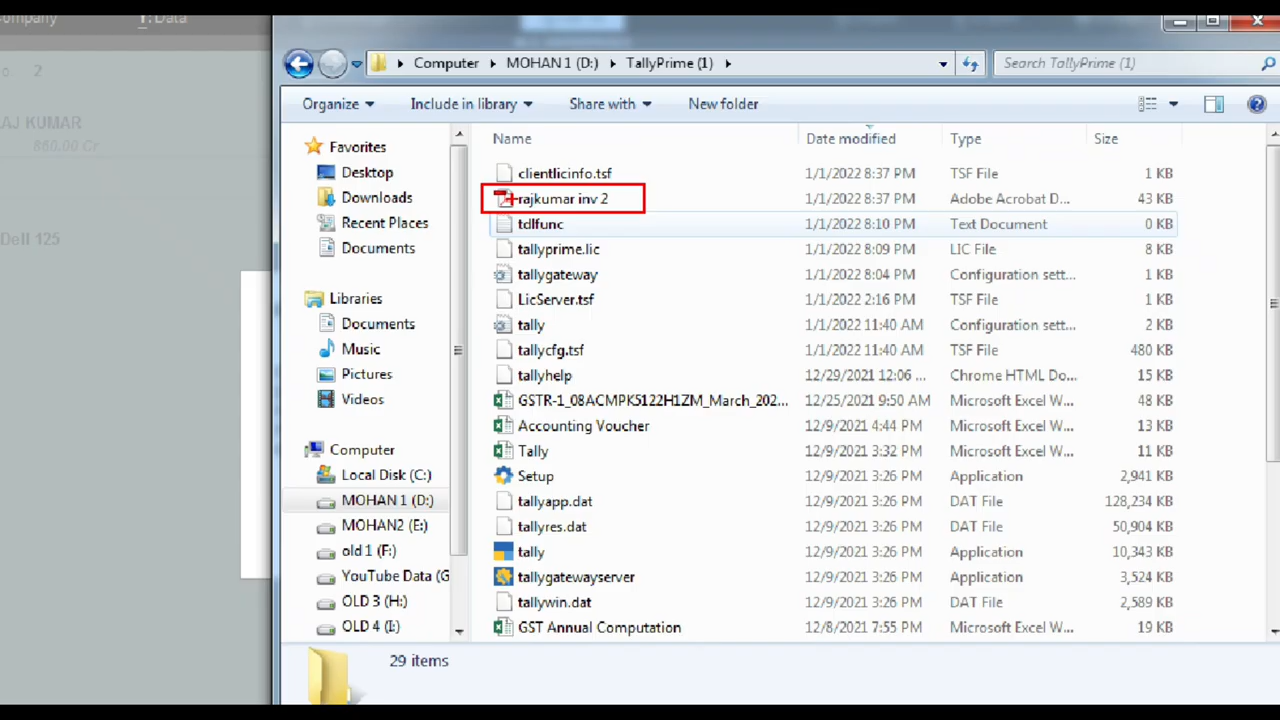 ompany
: Data
2
AJ KUMAR
860.00 Cr
Dell 125
Computer
MOHAN 1 (D:)
TallyPrime (1)
Search TallyPrime (1)
Organize
Include in library
Share with
New folder
Name
Date modified
Type
Size
Favorites
Desktop
Downloads
Recent Places
Documents
Libraries
Documents
Music
Pictures
Videos
Computer
Local Disk (C:)
MOHAN 1 (D:)
MOHAN2 (E:)
old 1 (F:)
YouTube Data (G
OLD 3 (H:)
OLD 4 (I:)
clientlicinfo.tsf 1/1/2022 8:37 PM TSF File 1 KB
rajkumar inv 2 1/1/2022 8:37 PM Adobe Acrobat D... 43 KB
tdlfunc 1/1/2022 8:10 PM Text Document 0 KB
tallyprime.lic 1/1/2022 8:09 PM LIC File 8 KB
tallygateway 1/1/2022 8:04 PM Configuration sett... 1 KB
LicServer.tsf 1/1/2022 2:16 PM TSF File 1 KB
tally 1/1/2022 11:40 AM Configuration sett... 2 KB
tallycfg.tsf 1/1/2022 11:40 AM TSF File 480 KB
tallyhelp 12/29/2021 12:06 ... Chrome HTML Do... 15 KB
GSTR-1_08ACMPK5122H1ZM_March_202... 12/25/2021 9:50 AM Microsoft Excel W... 48 KB
Accounting Voucher 12/9/2021 4:44 PM Microsoft Excel W... 13 KB
Tally 12/9/2021 3:32 PM Microsoft Excel W... 11 KB
Setup 12/9/2021 3:26 PM Application 2,941 KB
tallyapp.dat 12/9/2021 3:26 PM DAT File 128,234 KB
tallyres.dat 12/9/2021 3:26 PM DAT File 50,904 KB
tally 12/9/2021 3:26 PM Application 10,343 KB
tallygatewayserver 12/9/2021 3:26 PM Application 3,524 KB
tallywin.dat 12/9/2021 3:26 PM DAT File 2,589 KB
GST Annual Computation 12/8/2021 7:55 PM Microsoft Excel W... 19 KB
29 items